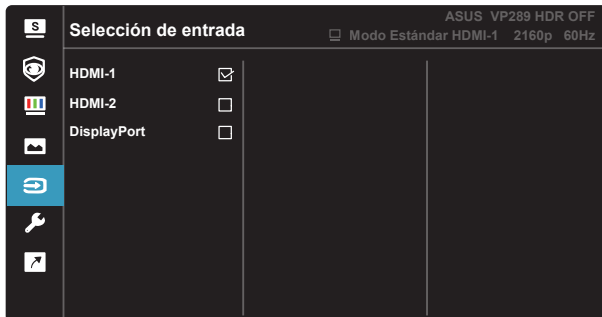 S
Selección de entrada
ASUS VP289 HDR OFF
Modo Estándar HDMI-1 2160p 60Hz
HDMI-1
HDMI-2
DisplayPort